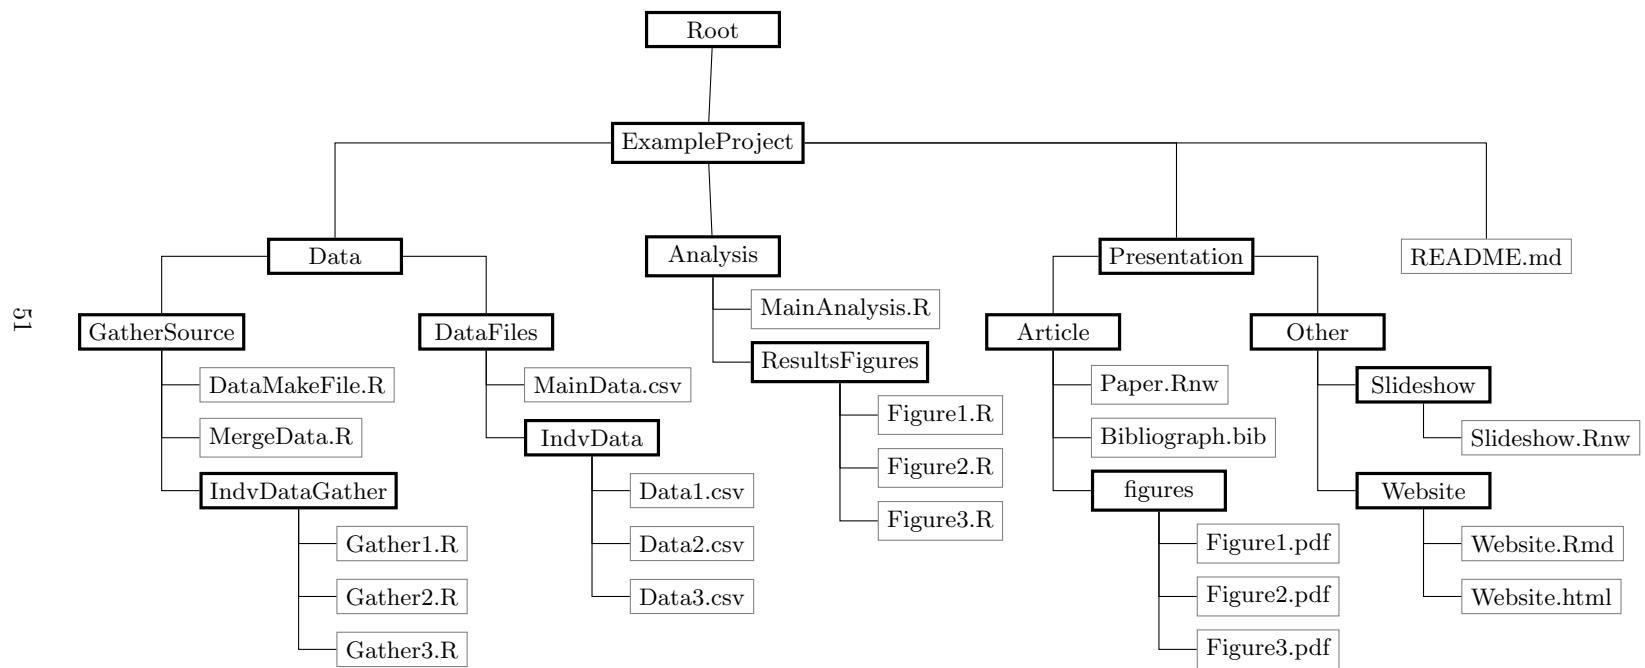 Root
ExampleProject
Data
Analysis
Presentation
README.md
GatherSource
DataFiles
MainAnalysis.R
Article
Other
51
ResultsFigures
DataMakeFile.R
MainData.csv
Paper.Rnw
Slideshow
Figure1.R
MergeData.R
IndvData
Bibliograph.bib
Slideshow.Rnw
Figure2.R
IndvDataGather
Data1.csv
figures
Website
Figure3.R
Gather1.R
Data2.csv
Figure1.pdf
Website.Rmd
Gather2.R
Data3.csv
Figure2.pdf
Website.html
Gather3.R
Figure3.pdf